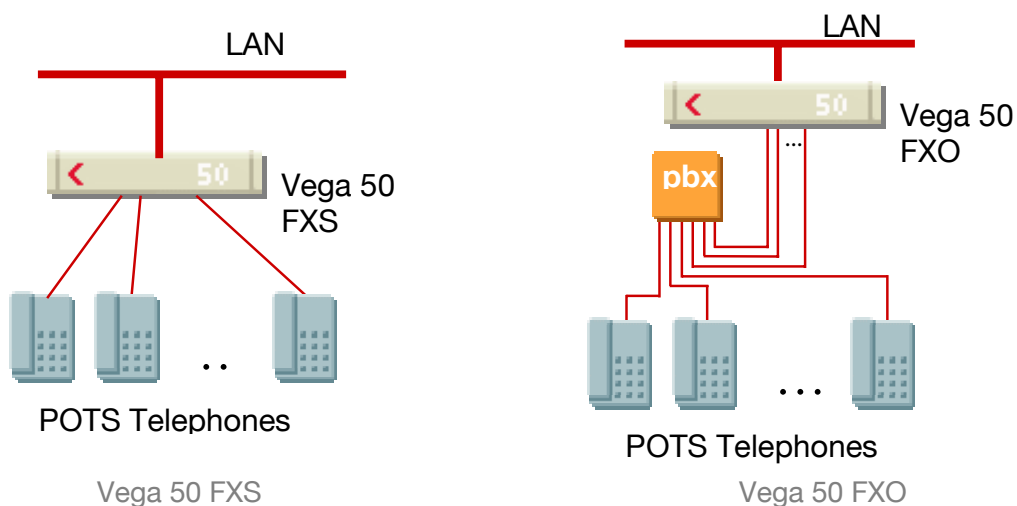 LAN
50
Vega 50
FXS
..
POTS Telephones
Vega 50 FXS
LAN
50
Vega 50
FXO
...
pbx
...
POTS Telephones
Vega 50 FXO